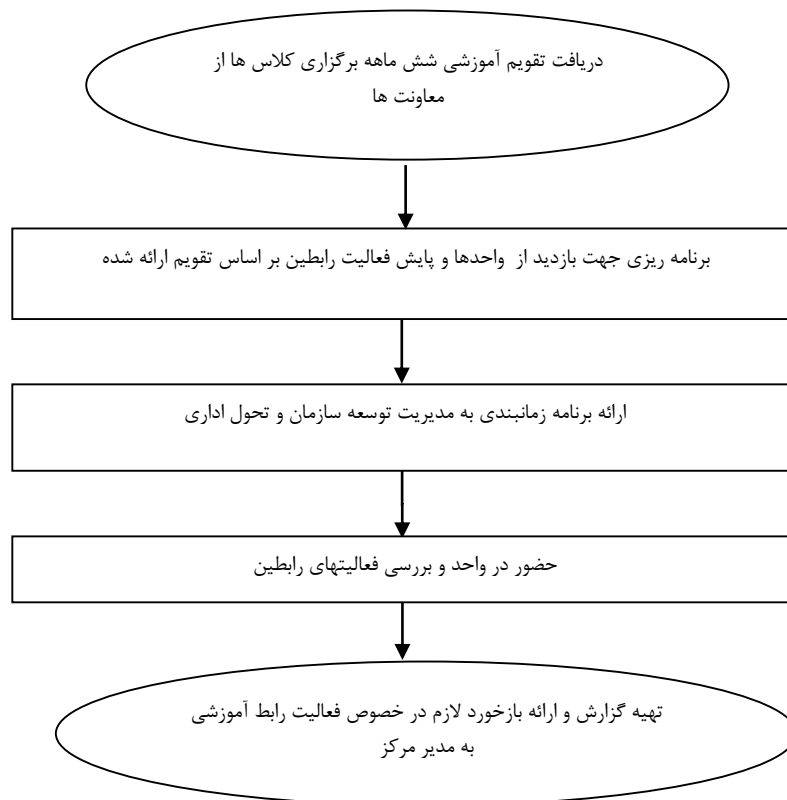 دریافت تقویم آموزشی شش ماهه برگزاری کلاس ها از
معاونت ها
برنامه ریزی جهت بازدید از واحدها و پایش فعالیت رابطین بر اساس تقویم ارائه شده
ارائه برنامه زمانبندی به مدیریت توسعه سازمان و تحول اداری
حضور در واحد و بررسی فعالیتهای رابطین
تهیه گزارش و ارائه بازخورد لازم در خصوص فعالیت رابط آموزشی
به مدیر مرکز